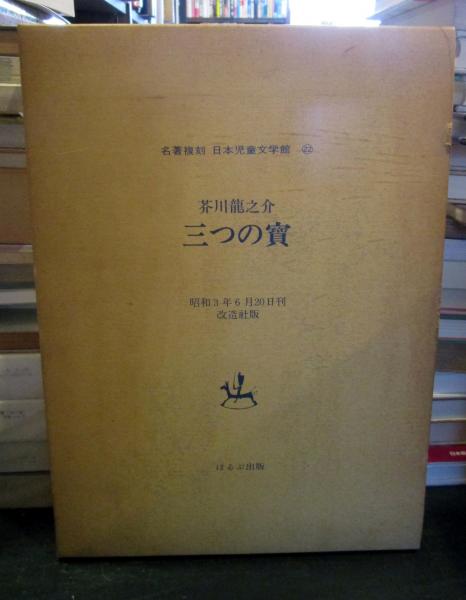 名著複刻 日本児童文学館 ㉒
芥川龍之介
三つの寶
昭和3年6月20日刊
改造社版
ほるぷ出版